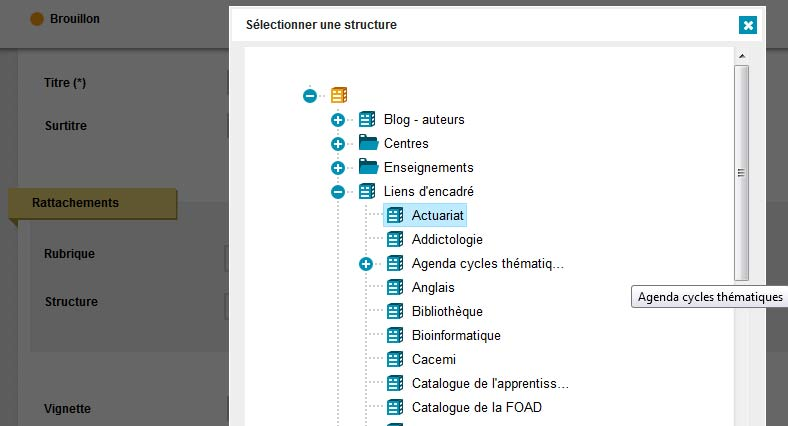 Brouillon
Sélectionner une structure
Titre (*)
Surtitre
Rattachements
Rubrique
Structure
Vignette
Blog - auteurs
Centres
Enseignements
Liens d'encadré
Actuariat
Addictologie
Agenda cycles thématiq...
Anglais
Agenda cycles thématiques
Bibliothèque
Bioinformatique
Cacemi
Catalogue de l'apprentiss...
Catalogue de la FOAD